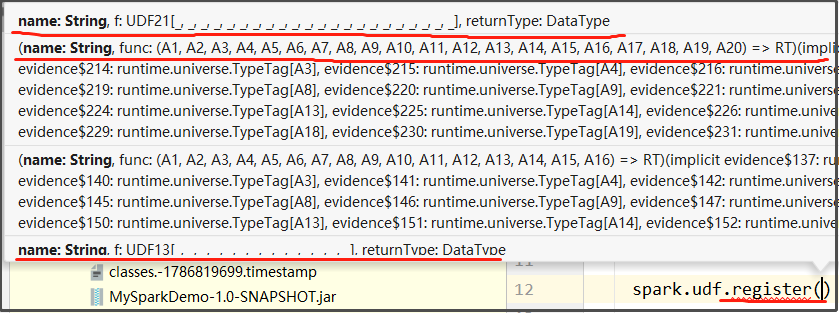 name: String, f: UDF21[_, _, _, _, _, _, _, _, _, _, _, _, _, _, _, _, _, _, _, _, _, _], returnType: DataType
(name: String, func: (A1, A2, A3, A4, A5, A6, A7, A8, A9, A10, A11, A12, A13, A14, A15, A16, A17, A18, A19, A20) => RT)(implic
evidence$214: runtime.universe.TypeTag[A3], evidence$215: runtime.universe.TypeTag[A4], evidence$216: runtime.universe
evidence$219: runtime.universe.TypeTag[A8], evidence$220: runtime.universe.TypeTag[A9], evidence$221: runtime.universe
evidence$224: runtime.universe.TypeTag[A13], evidence$225: runtime.universe.TypeTag[A14], evidence$226: runtime.univers
evidence$229: runtime.universe.TypeTag[A18], evidence$230: runtime.universe.TypeTag[A19], evidence$231: runtime.univers
(name: String, func: (A1, A2, A3, A4, A5, A6, A7, A8, A9, A10, A11, A12, A13, A14, A15, A16) => RT)(implicit evidence$137: run
evidence$140: runtime.universe.TypeTag[A3], evidence$141: runtime.universe.TypeTag[A4], evidence$142: runtime.universe
evidence$145: runtime.universe.TypeTag[A8], evidence$146: runtime.universe.TypeTag[A9], evidence$147: runtime.universe
evidence$150: runtime.universe.TypeTag[A13], evidence$151: runtime.universe.TypeTag[A14], evidence$152: runtime.univers
name: String, f: UDF13[_, _, _, _, _, _, _, _, _, _, _, _, _, _], returnType: DataType
classes.-1786819699.timestamp
11
MySparkDemo-1.0-SNAPSHOT.jar
12 spark.udf.register()